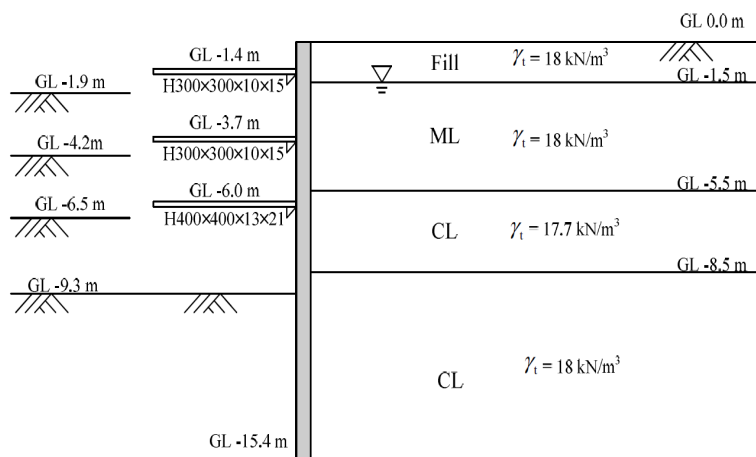 GL 0.0 m
GL -1.4 m
Fill
γt = 18 kN/m³
GL -1.9 m
H300×300×10×15
GL -1.5 m
GL -3.7 m
GL -4.2m
H300×300×10×15
ML
γt = 18 kN/m³
GL -6.0 m
GL -5.5 m
GL -6.5 m
H400×400×13×21
CL
γt = 17.7 kN/m³
GL -8.5 m
GL -9.3 m
CL
γt = 18 kN/m³
GL -15.4 m